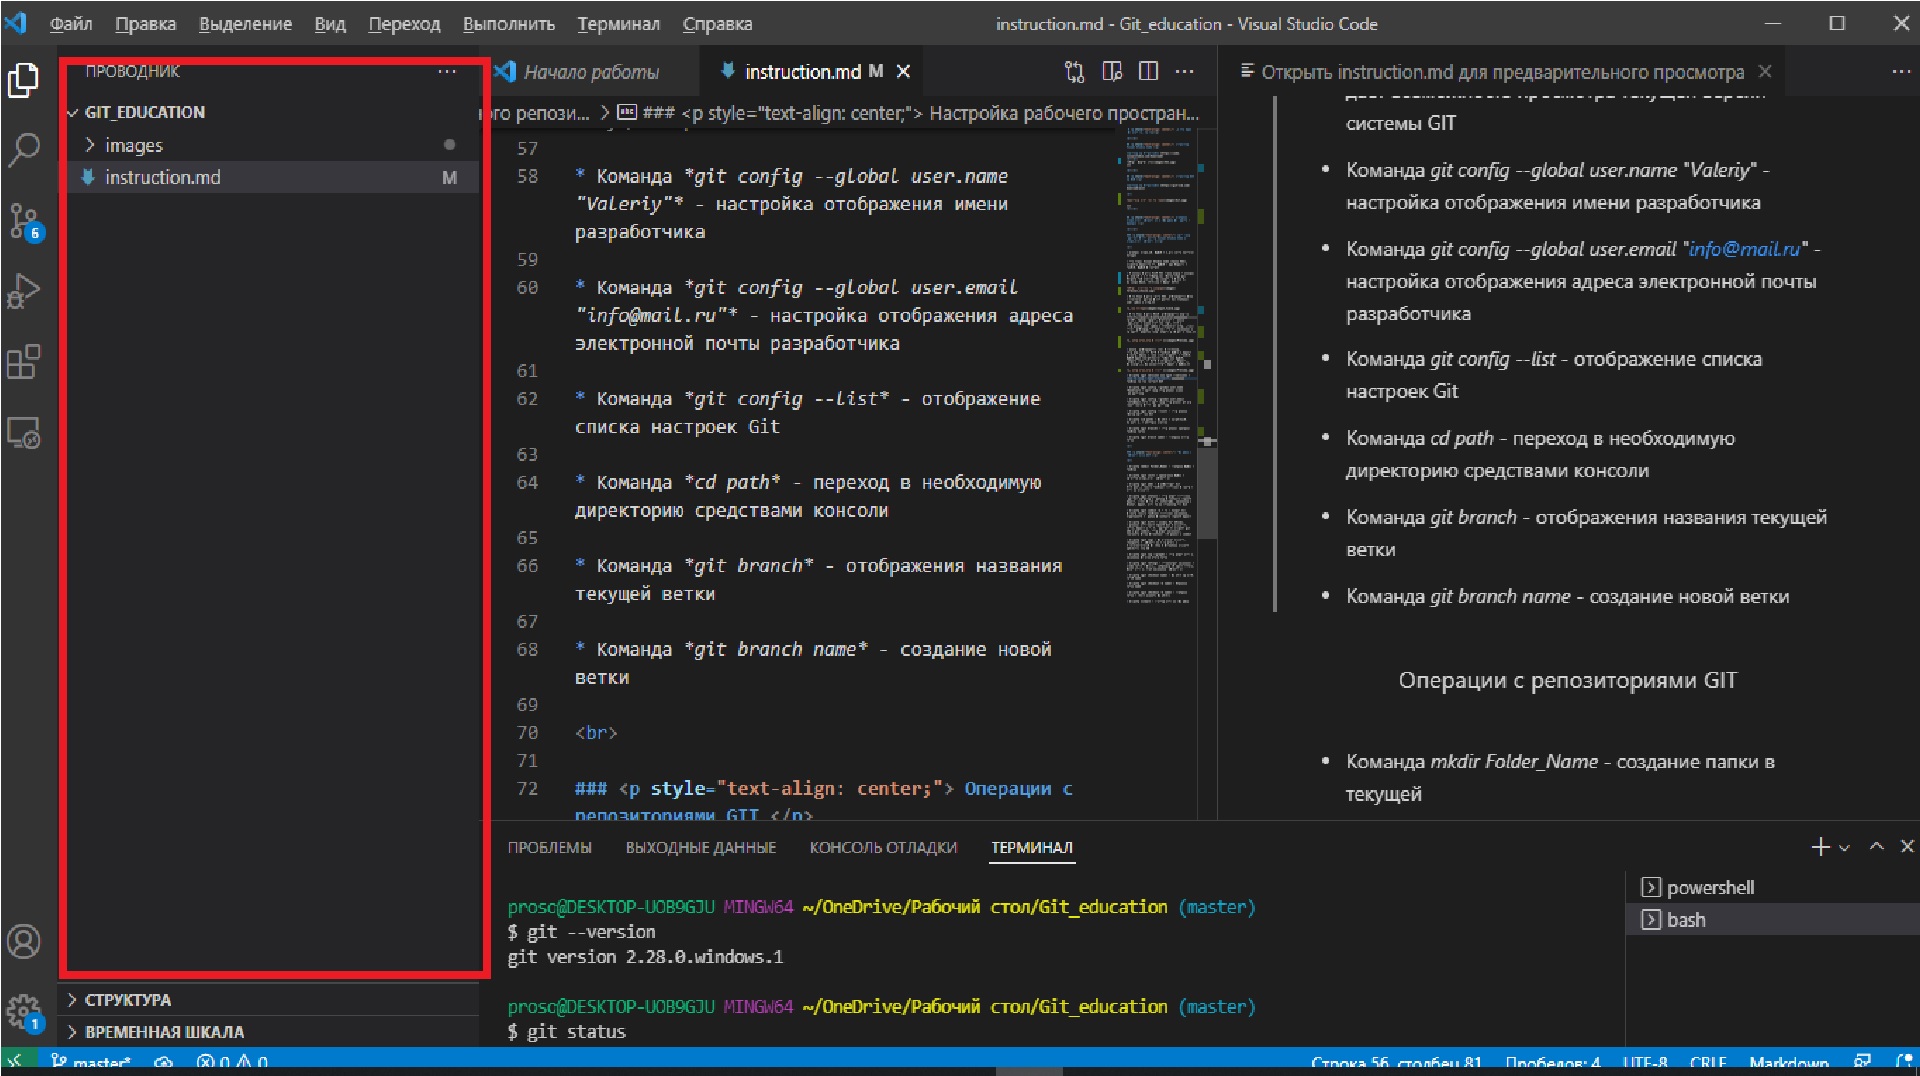 Файл Правка Выделение Вид Переход Выполнить Терминал Справка
instruction.md - Git_education - Visual Studio Code
ПРОВОДНИК
GIT_EDUCATION
images
instruction.md M
6
1
СТРУКТУРА
ВРЕМЕННАЯ ШКАЛА
Начало работы
instruction.md M
ного репози... > ### <p style="text-align: center;"> Настройка рабочего простран...
57
58 * Команда *git config --global user.name
"Valeriy"* - настройка отображения имени
разработчика
59
60 * Команда *git config --global user.email
"info@mail.ru"* - настройка отображения адреса
электронной почты разработчика
61
62 * Команда *git config --list* - отображение
списка настроек Git
63
64 * Команда *cd path* - переход в необходимую
директорию средствами консоли
65
66 * Команда *git branch* - отображения названия
текущей ветки
67
68 * Команда *git branch name* - создание новой
ветки
69
70 <br>
71
72 ### <p style="text-align: center;"> Операции с
репозиториями GIT </p>
Открыть instruction.md для предварительного просмотра
системы GIT
• Команда git config --global user.name "Valeriy" -
настройка отображения имени разработчика
• Команда git config --global user.email "info@mail.ru" -
настройка отображения адреса электронной почты
разработчика
• Команда git config --list - отображение списка
настроек Git
• Команда cd path - переход в необходимую
директорию средствами консоли
• Команда git branch - отображения названия текущей
ветки
• Команда git branch name - создание новой ветки
Операции с репозиториями GIT
• Команда mkdir Folder_Name - создание папки в
текущей
ПРОБЛЕМЫ ВЫХОДНЫЕ ДАННЫЕ КОНСОЛЬ ОТЛАДКИ ТЕРМИНАЛ
proso@DESKTOP-UOB9GJU MINGW64 ~/OneDrive/Рабочий стол/Git_education (master)
$ git --version
git version 2.28.0.windows.1
proso@DESKTOP-UOB9GJU MINGW64 ~/OneDrive/Рабочий стол/Git_education (master)
$ git status
powershell
bash
master* 0 0
Строка 56, столбец 81 Пробелов: 4 UTF-8 CRLF Markdown